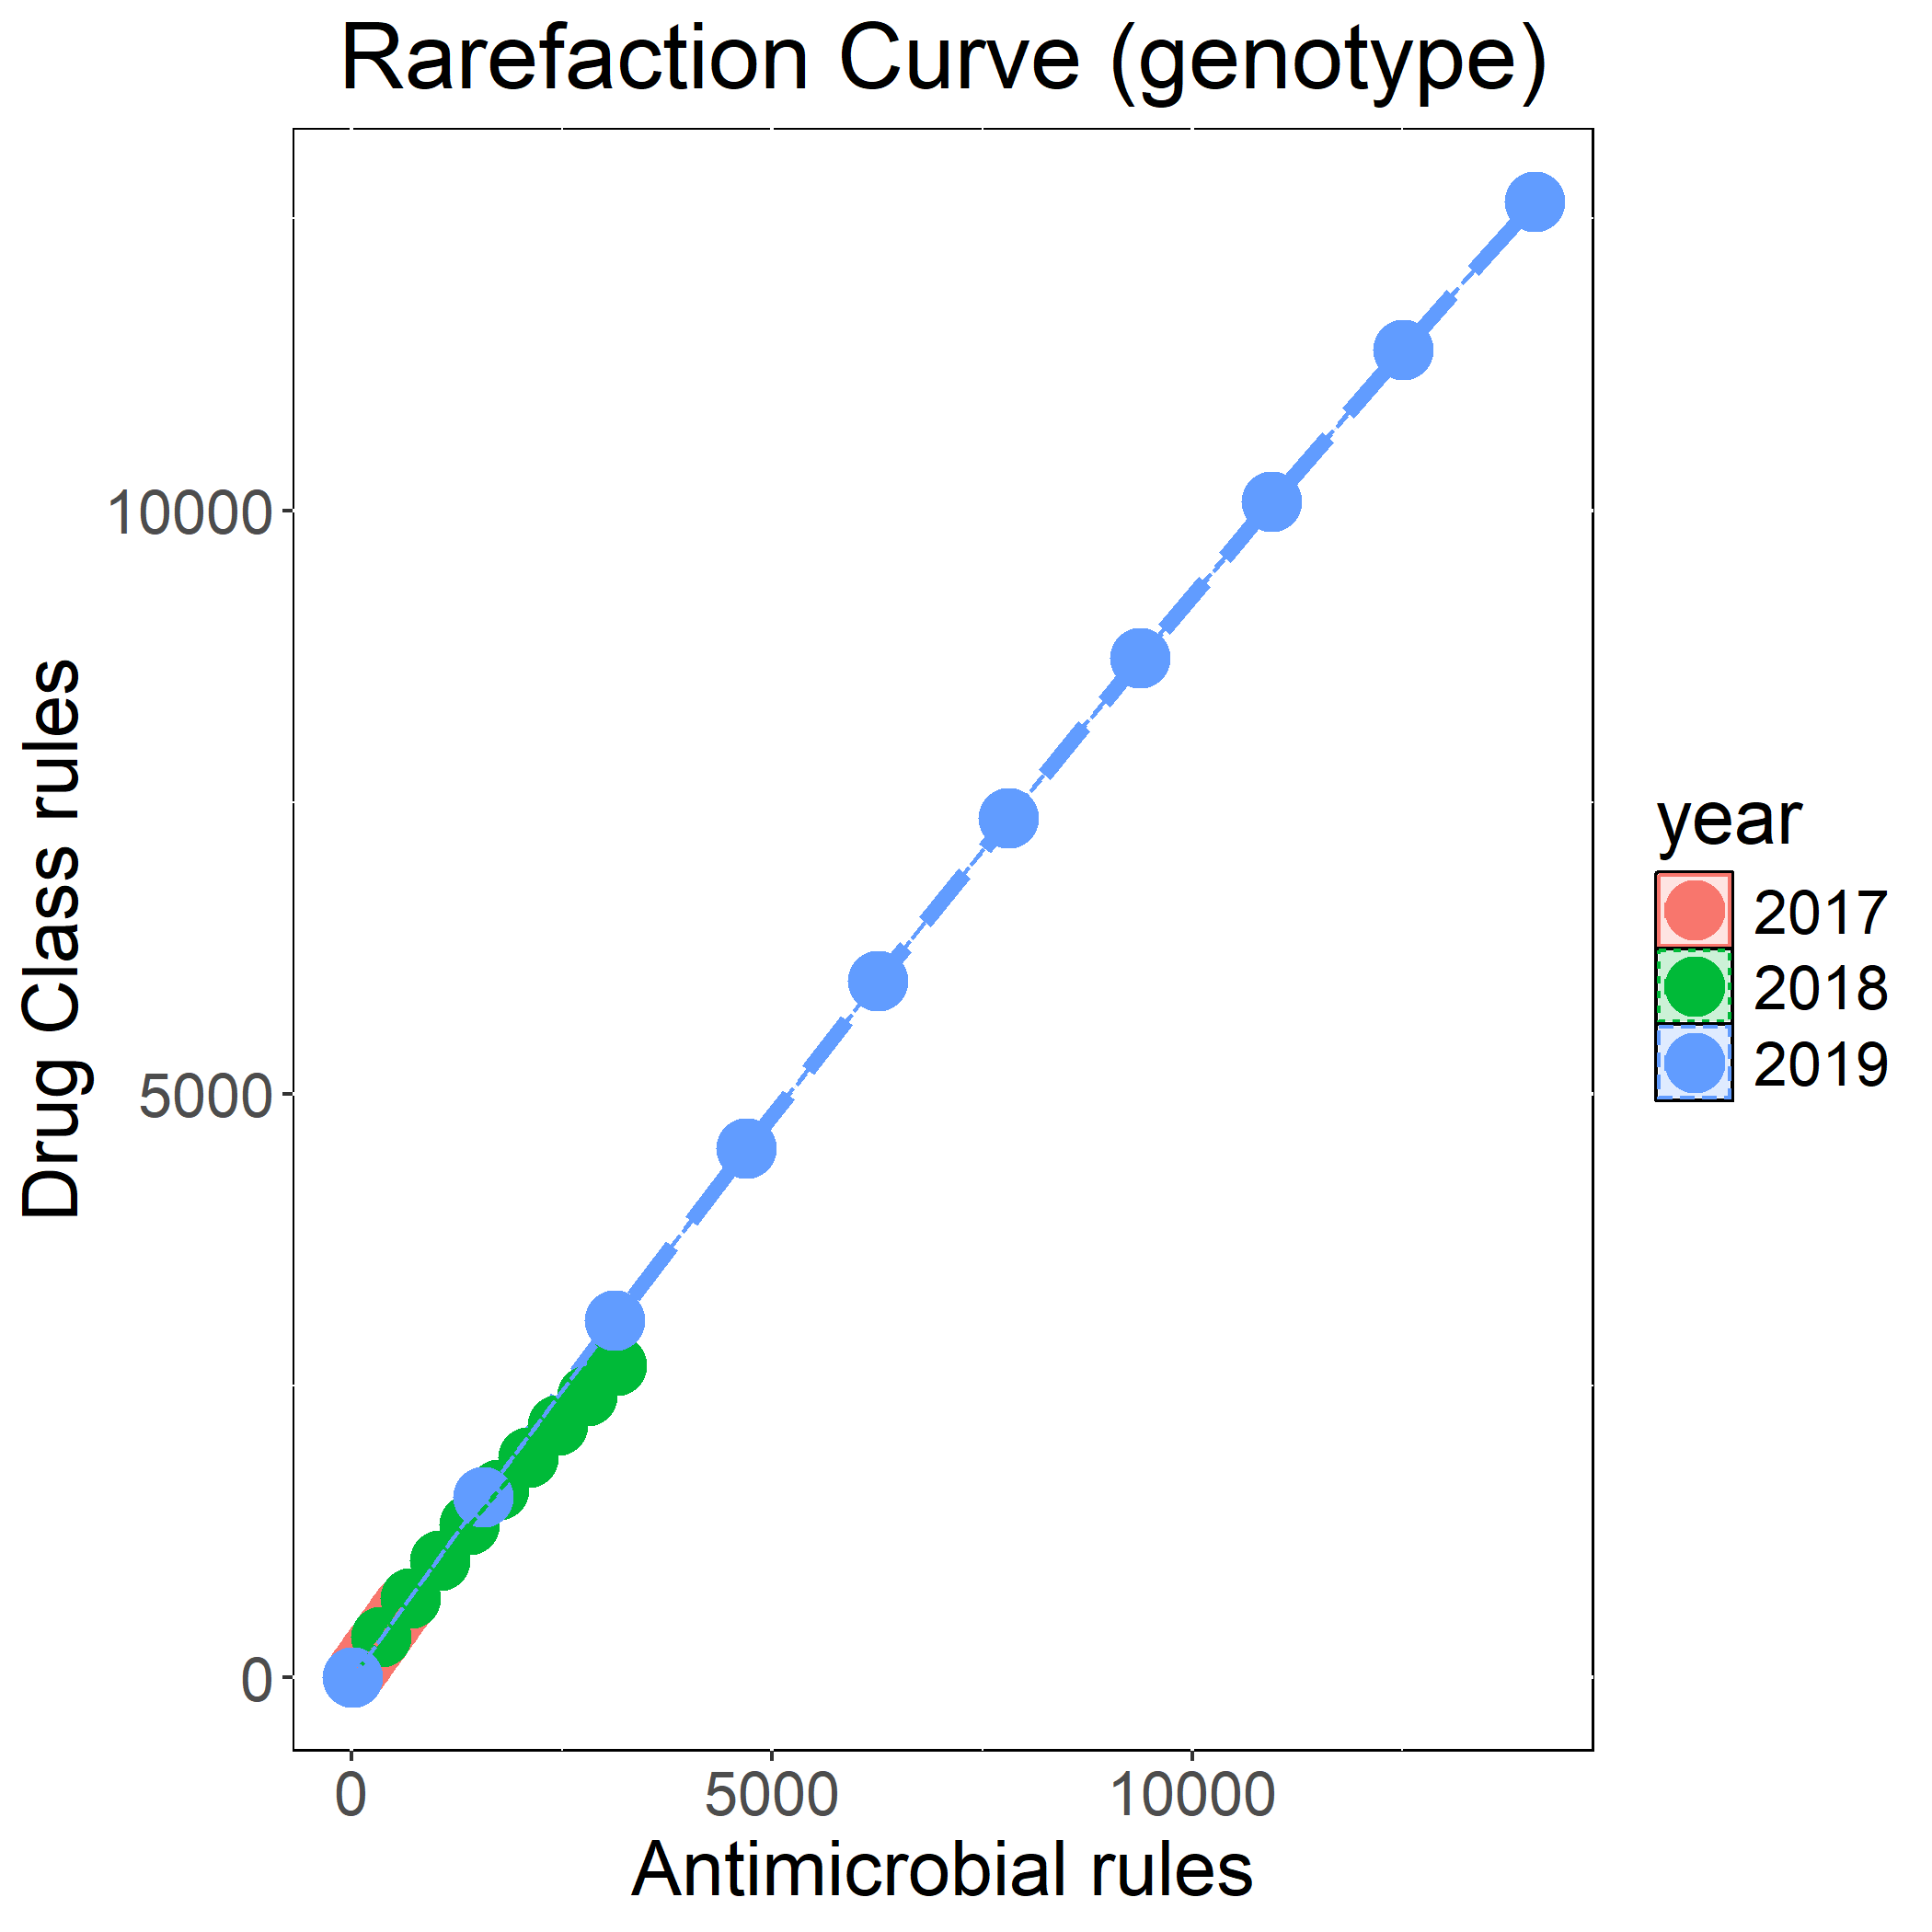 Rarefaction Curve (genotype)
Drug Class rules
10000
5000
0
0 5000 10000
Antimicrobial rules
year
2017
2018
2019